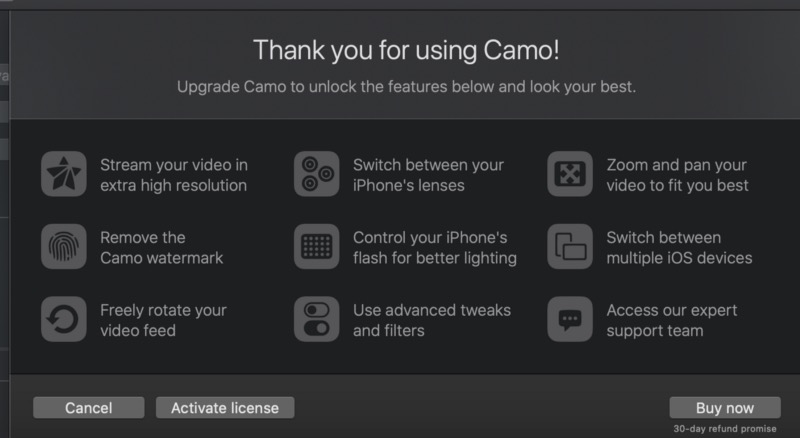 Thank you for using Camo!
Upgrade Camo to unlock the features below and look your best.
Stream your video in
extra high resolution
Switch between your
iPhone's lenses
Zoom and pan your
video to fit you best
Remove the
Camo watermark
Control your iPhone's
flash for better lighting
Switch between
multiple iOS devices
Freely rotate your
video feed
Use advanced tweaks
and filters
Access our expert
support team
Cancel
Activate license
Buy now
30-day refund promise